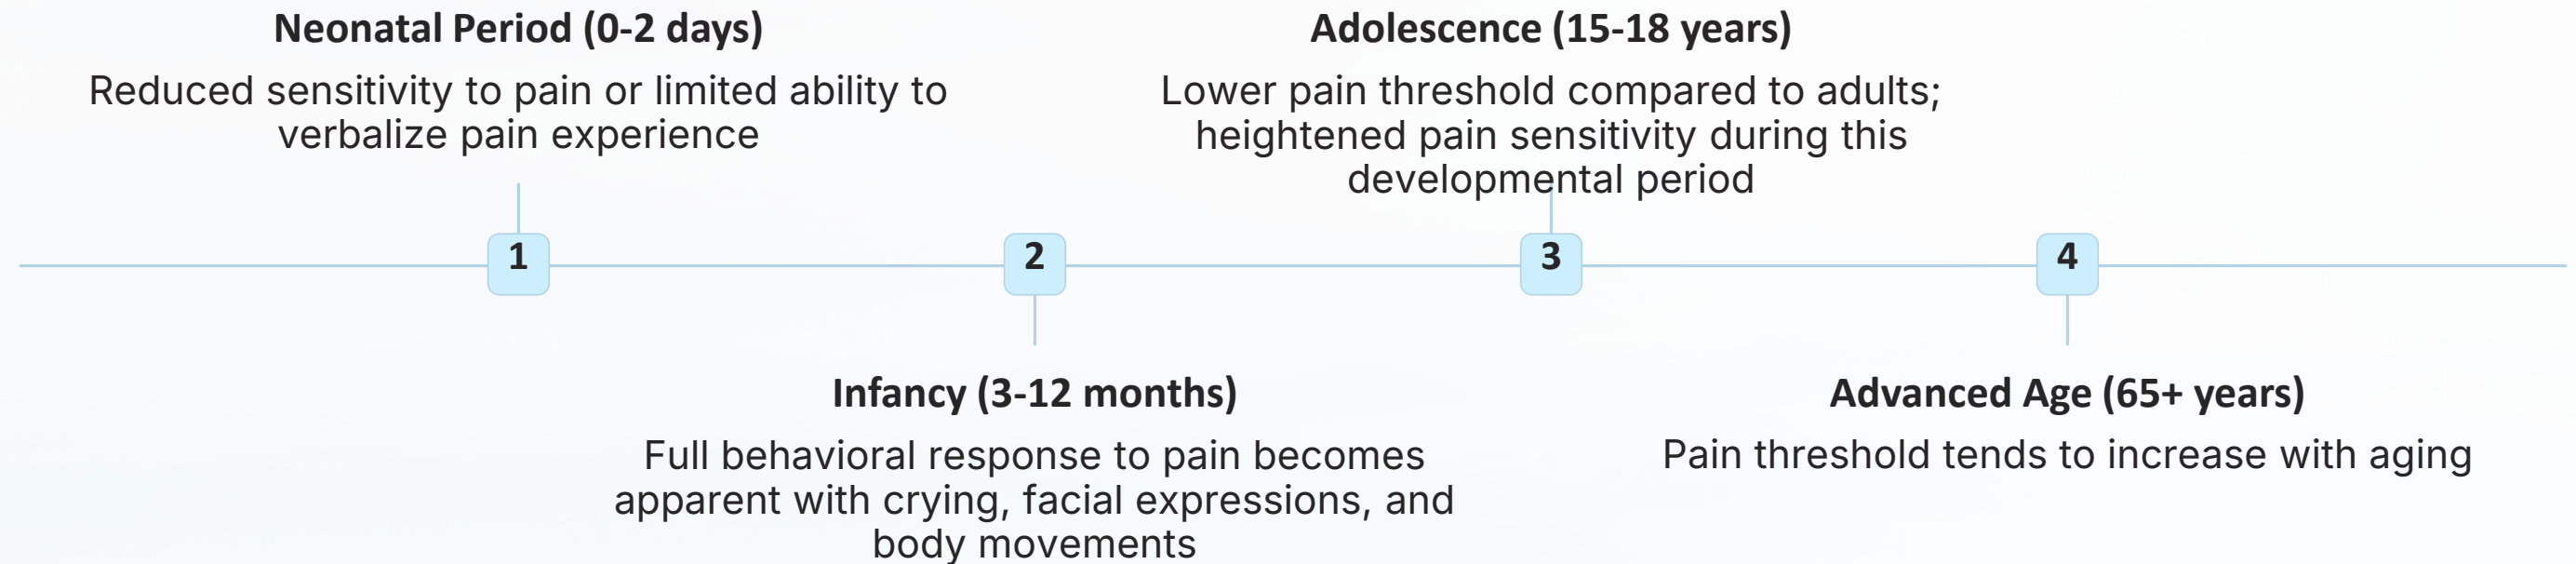 Neonatal Period (0-2 days)
Reduced sensitivity to pain or limited ability to
verbalize pain experience
1
2
Infancy (3-12 months)
Full behavioral response to pain becomes
apparent with crying, facial expressions, and
body movements
Adolescence (15-18 years)
Lower pain threshold compared to adults;
heightened pain sensitivity during this
developmental period
3
4
Advanced Age (65+ years)
Pain threshold tends to increase with aging